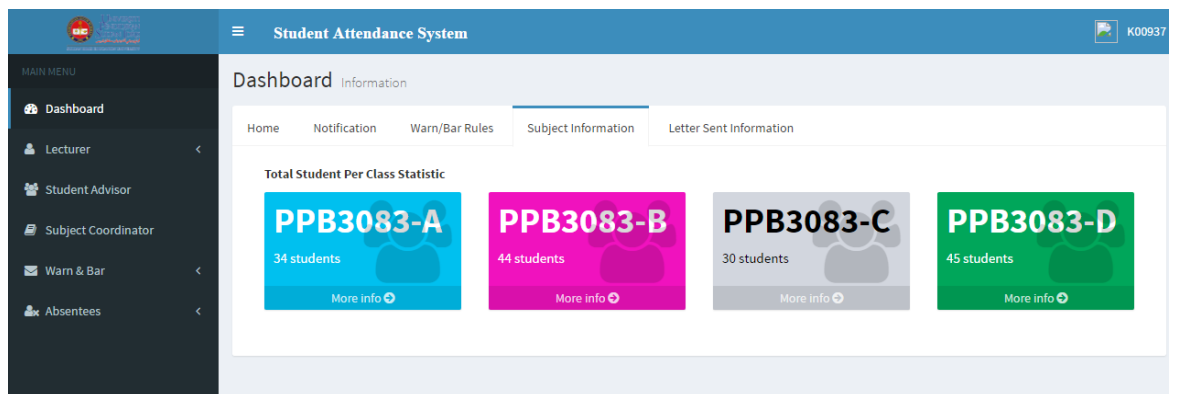 Student Attendance System
K00937
MAIN MENU
Dashboard
Lecturer
Student Advisor
Subject Coordinator
Warn & Bar
Absentees
Dashboard Information
Home Notification Warn/Bar Rules Subject Information Letter Sent Information
Total Student Per Class Statistic
PPB3083-A
34 students
More info
PPB3083-B
44 students
More info
PPB3083-C
30 students
More info
PPB3083-D
45 students
More info